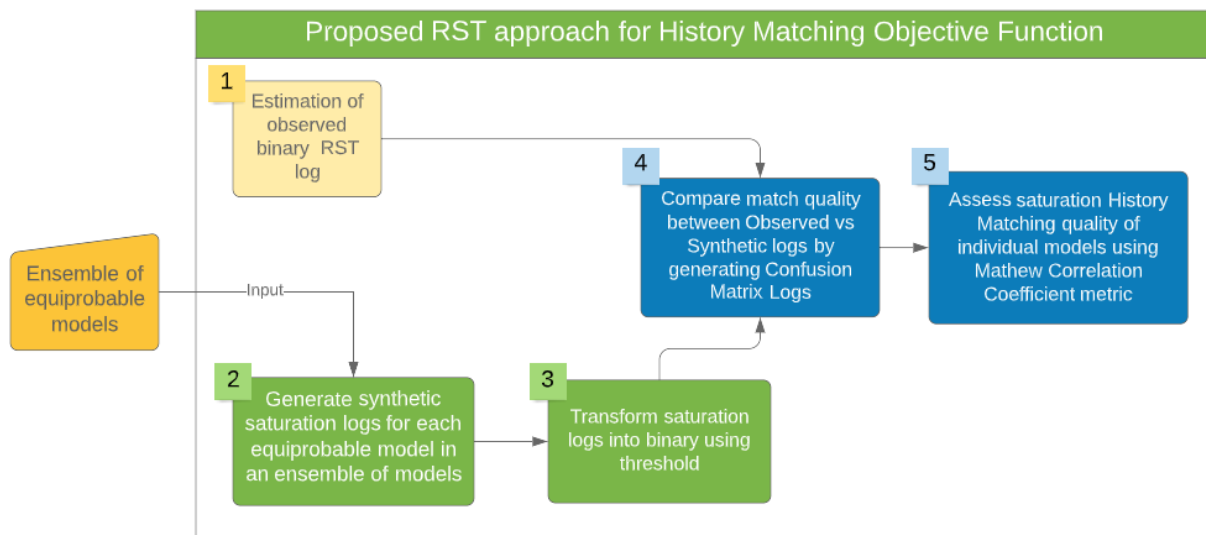 Proposed RST approach for History Matching Objective Function
1
Estimation of
observed
binary RST
log
4
Compare match quality
between Observed vs
Synthetic logs by
generating Confusion
Matrix Logs
5
Assess saturation History
Matching quality of
individual models using
Mathew Correlation
Coefficient metric
Ensemble of
equiprobable
models
Input
2
Generate synthetic
saturation logs for each
equiprobable model in
an ensemble of models
3
Transform saturation
logs into binary using
threshold